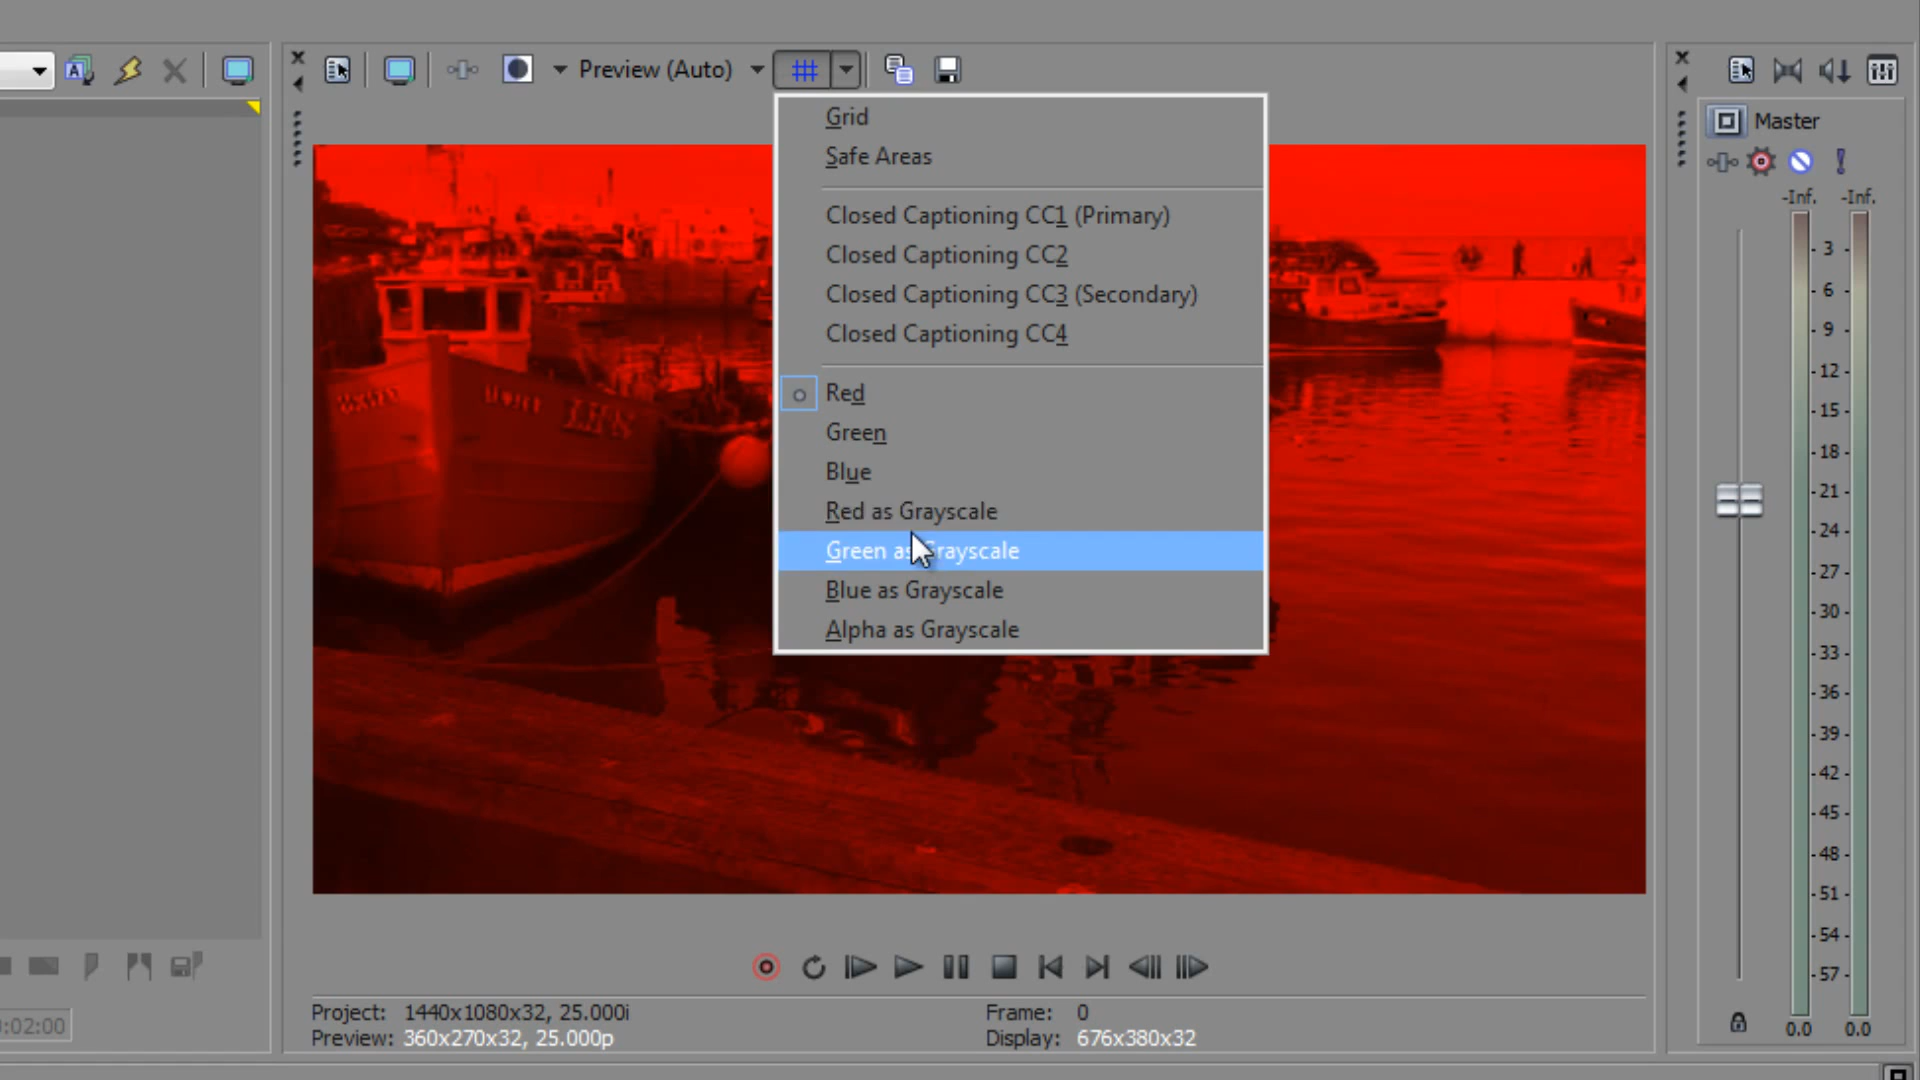 Preview (Auto)
Grid
Safe Areas
Closed Captioning CC1 (Primary)
Closed Captioning CC2
Closed Captioning CC3 (Secondary)
Closed Captioning CC4
Red
Green
Blue
Red as Grayscale
Green as Grayscale
Blue as Grayscale
Alpha as Grayscale
Master
-Inf. -Inf.
3
6
9
12
15
18
21
24
27
30
33
36
39
42
45
48
51
54
57
0.0 0.0
:02:00
Project: 1440x1080x32, 25.000i
Preview: 360x270x32, 25.000p
Frame: 0
Display: 676x380x32